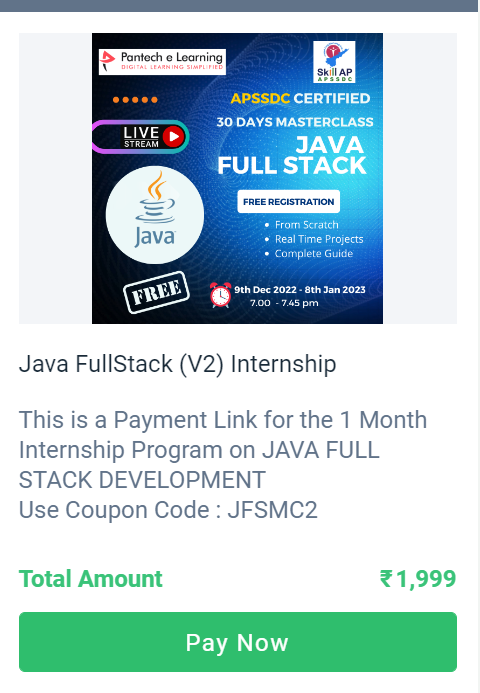 Pantech e Learning
DIGITAL LEARNING SIMPLIFIED
Skill AP
APSSDC
APSSDC CERTIFIED
30 DAYS MASTERCLASS
JAVA
FULL STACK
LIVE
STREAM
Java
FREE REGISTRATION
• From Scratch
• Real Time Projects
• Complete Guide
FREE
9th Dec 2022 - 8th Jan 2023
7.00 - 7.45 pm
Java FullStack (V2) Internship
This is a Payment Link for the 1 Month
Internship Program on JAVA FULL
STACK DEVELOPMENT
Use Coupon Code : JFSMC2
Total Amount ₹1,999
Pay Now